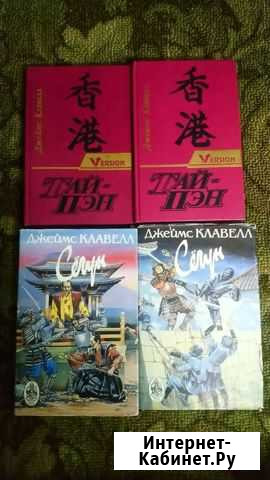 Джеймс Клавелл
香港
VERSION
ТАЙ-
ПЭН
Джеймс Клавелл
香港
VERSION
ТАЙ-
ПЭН
ДЖЕЙМС КЛАВЕЛЛ
Сёгун
ДЖЕЙМС КЛАВЕЛЛ
Сёгун
Интернет-
Кабинет.Ру